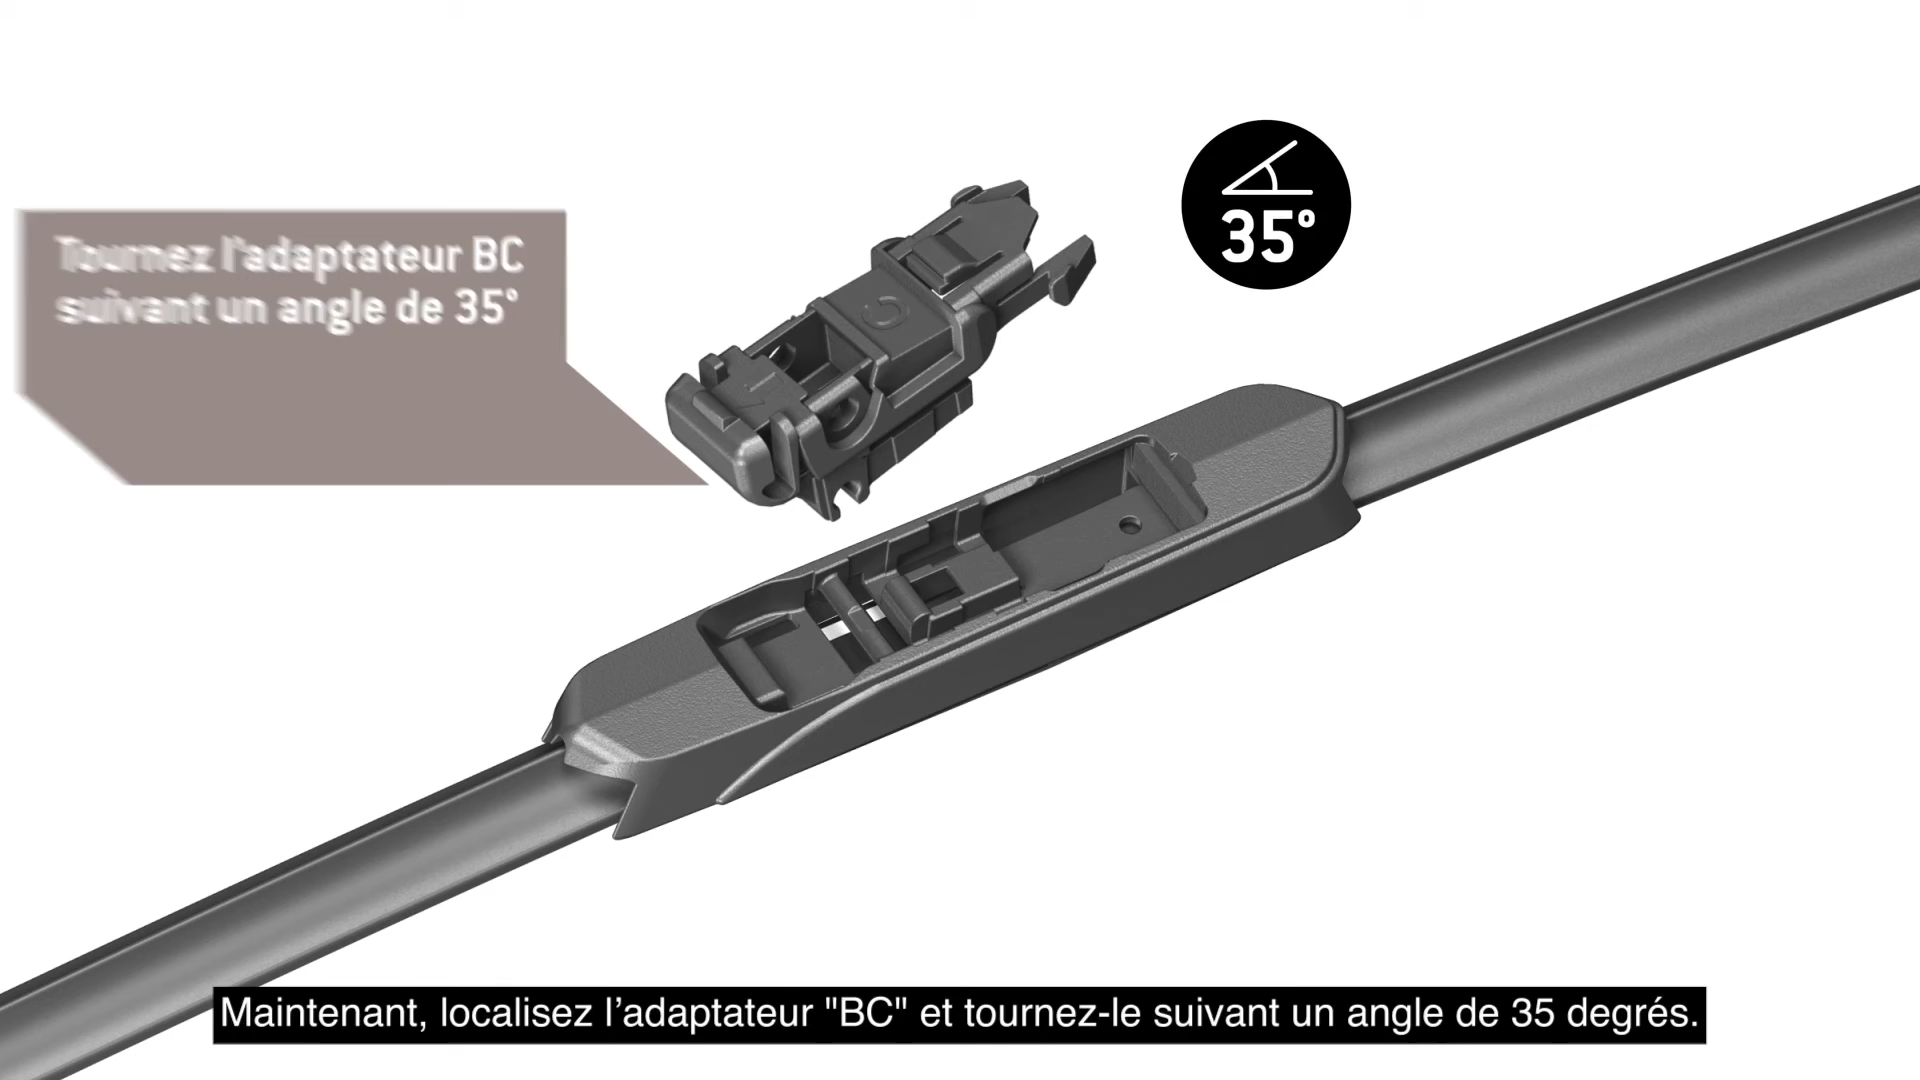 Tournez l'adaptateur BC
suivant un angle de 35°
35°
Maintenant, localisez l’adaptateur "BC" et tournez-le suivant un angle de 35 degrés.